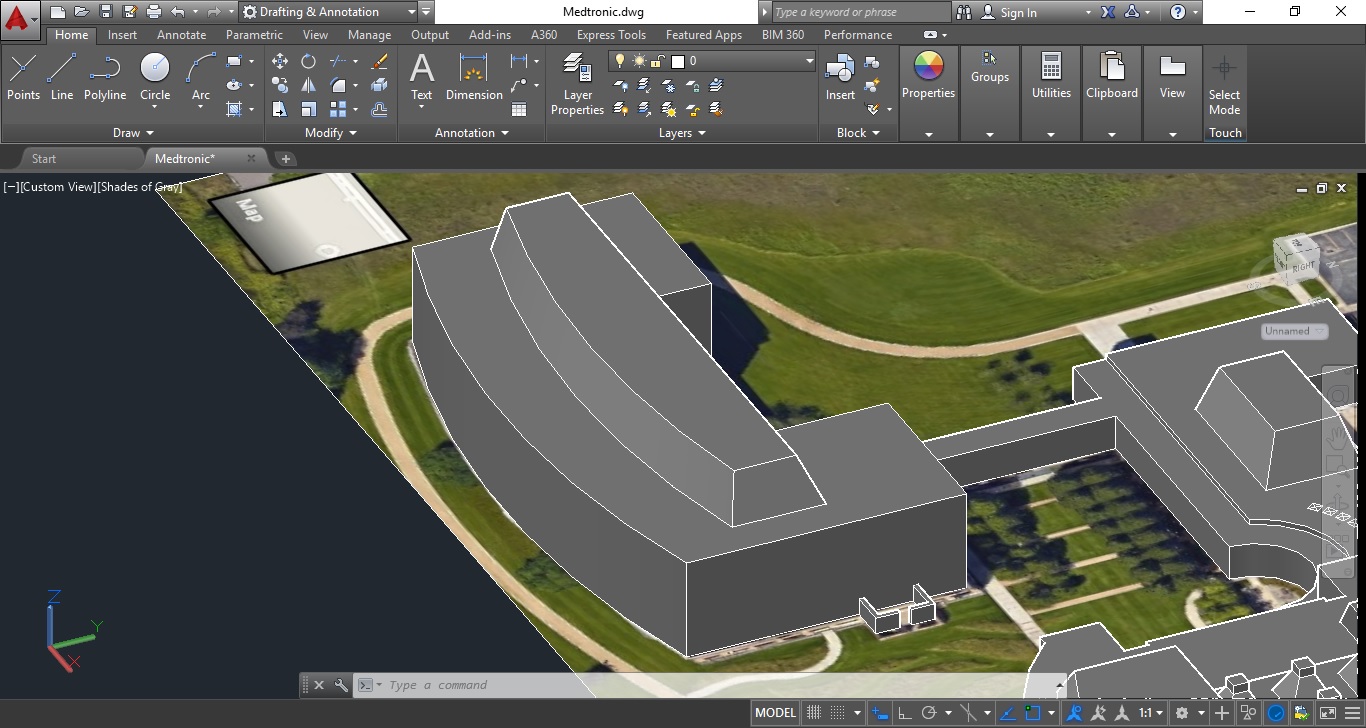 Drafting & Annotation
Medtronic.dwg
Type a keyword or phrase
Sign In
Home Insert Annotate Parametric View Manage Output Add-ins A360 Express Tools Featured Apps BIM 360 Performance
Points Line Polyline Circle Arc
Text Dimension
Layer Properties
0
Insert
Properties
Groups
Utilities
Clipboard
View
Select Mode
Draw Modify Annotation Layers Block Touch
Start Medtronic*
[−][Custom View][Shades of Gray]
Map
RIGHT
Unnamed
Z
Y
X
Type a command
MODEL
1:1